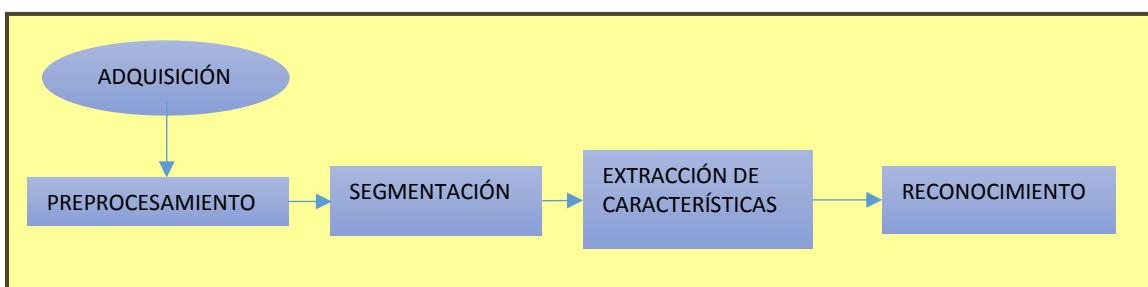 ADQUISICIÓN
PREPROCESAMIENTO
SEGMENTACIÓN
EXTRACCIÓN DE
CARACTERÍSTICAS
RECONOCIMIENTO